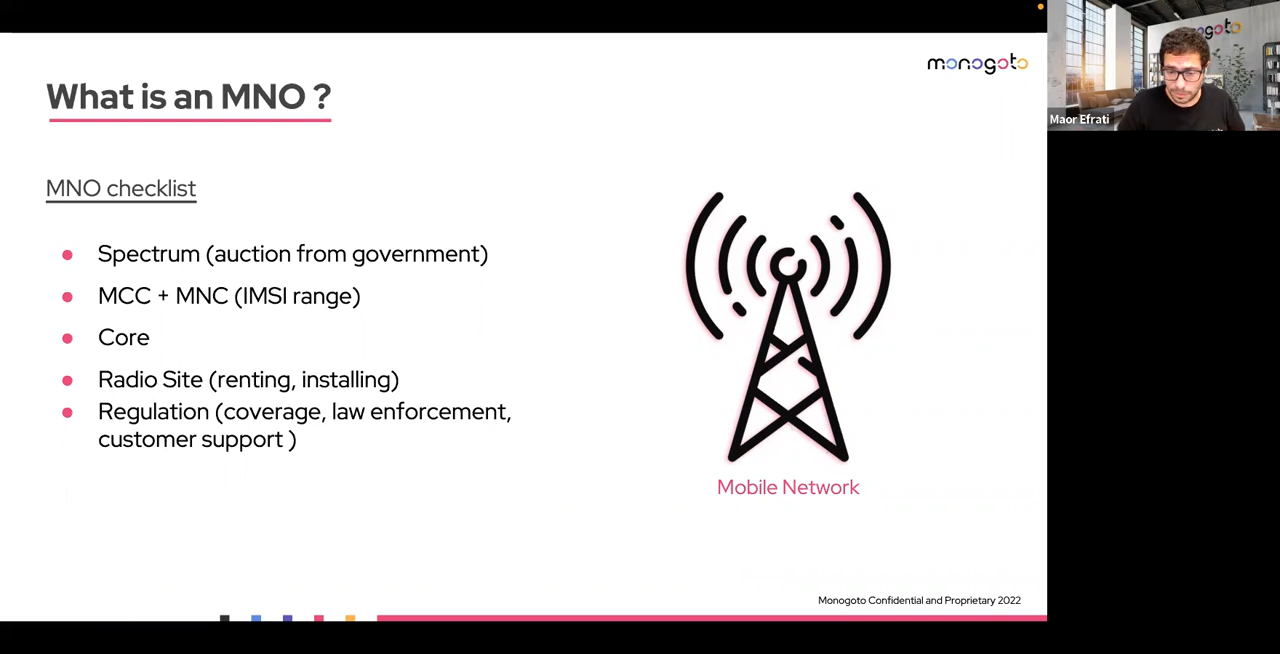 monogoto
What is an MNO ?
MNO checklist
Spectrum (auction from government)
MCC + MNC (IMSI range)
Core
Radio Site (renting, installing)
Regulation (coverage, law enforcement,
customer support )
Mobile Network
Monogoto Confidential and Proprietary 2022
Maor Efrati